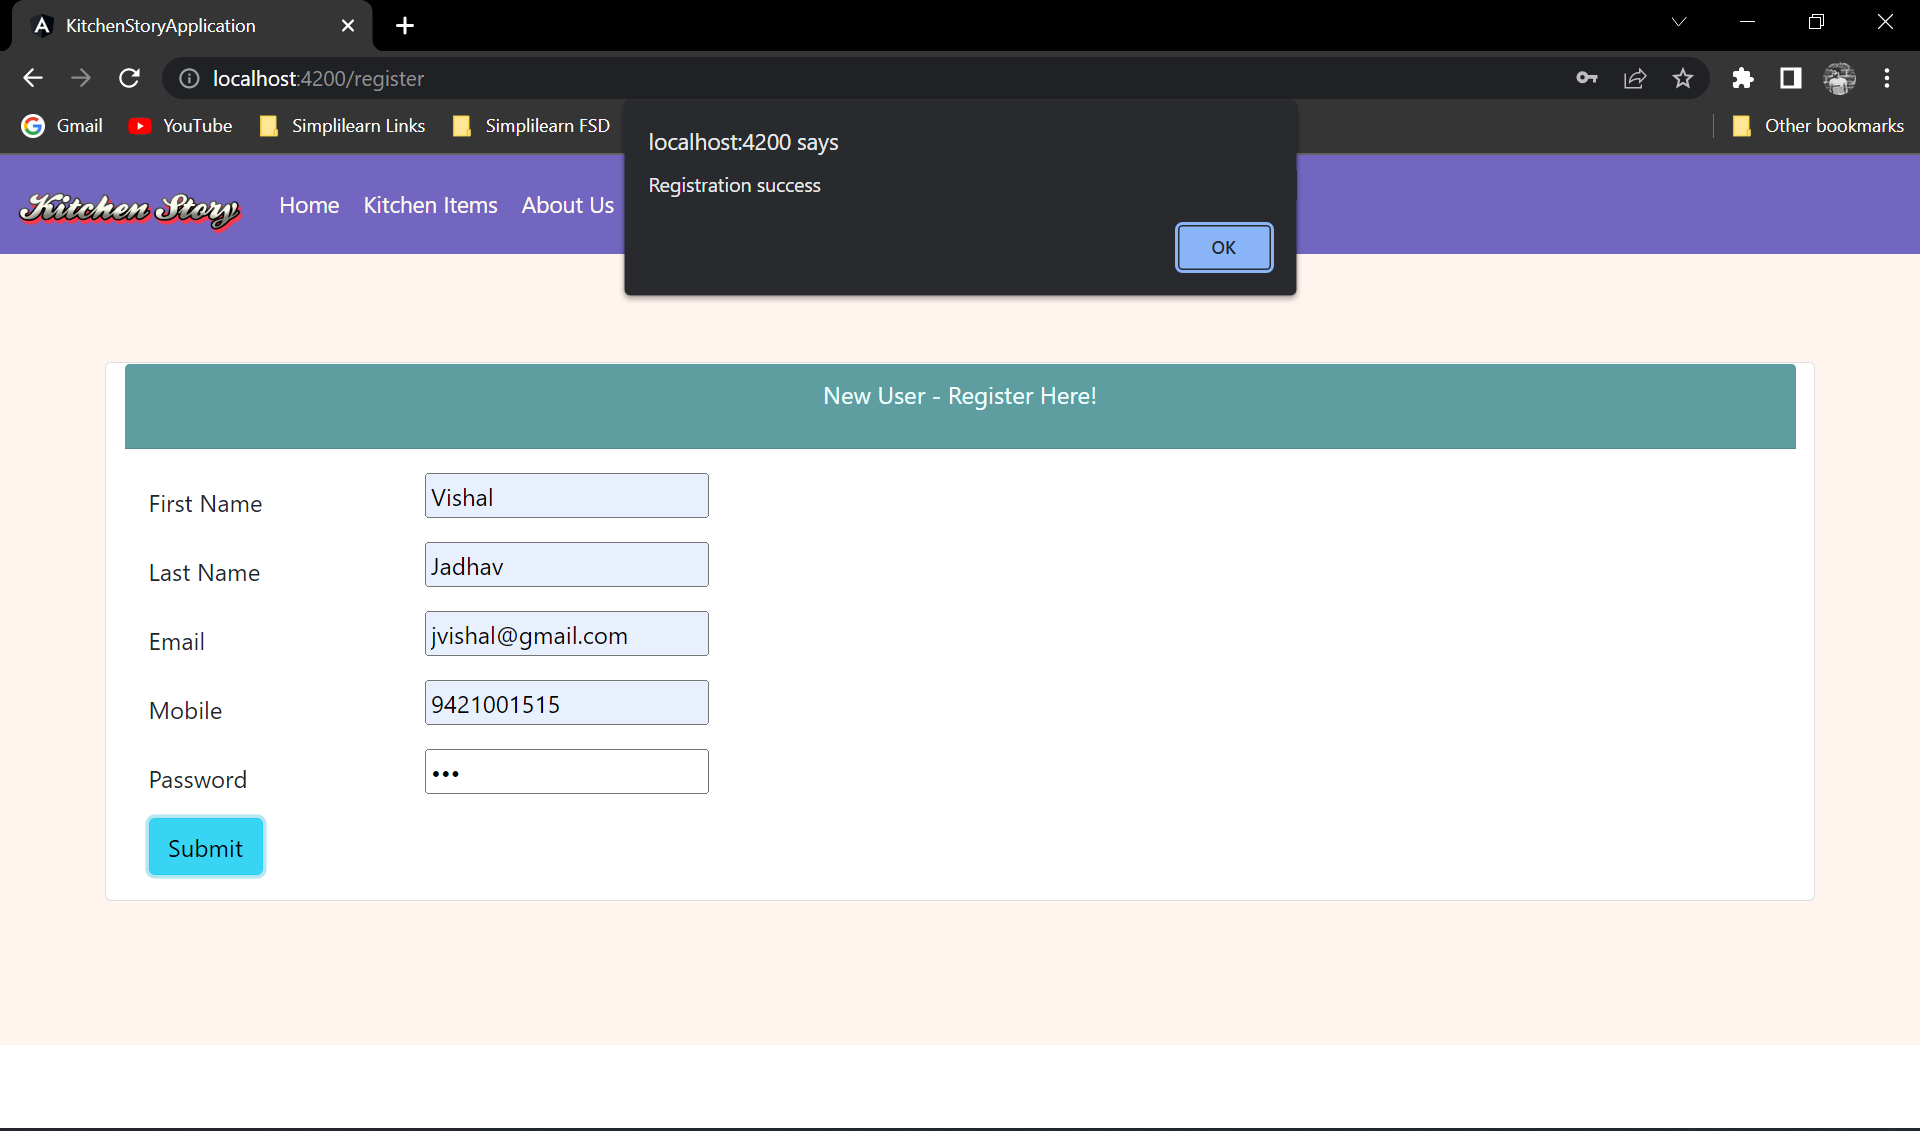 KitchenStoryApplication
localhost:4200/register
Gmail YouTube Simplilearn Links Simplilearn FSD Other bookmarks
localhost:4200 says
Registration success
OK
Kitchen Story Home Kitchen Items About Us
New User - Register Here!
First Name Vishal
Last Name Jadhav
Email jvishal@gmail.com
Mobile 9421001515
Password •••
Submit